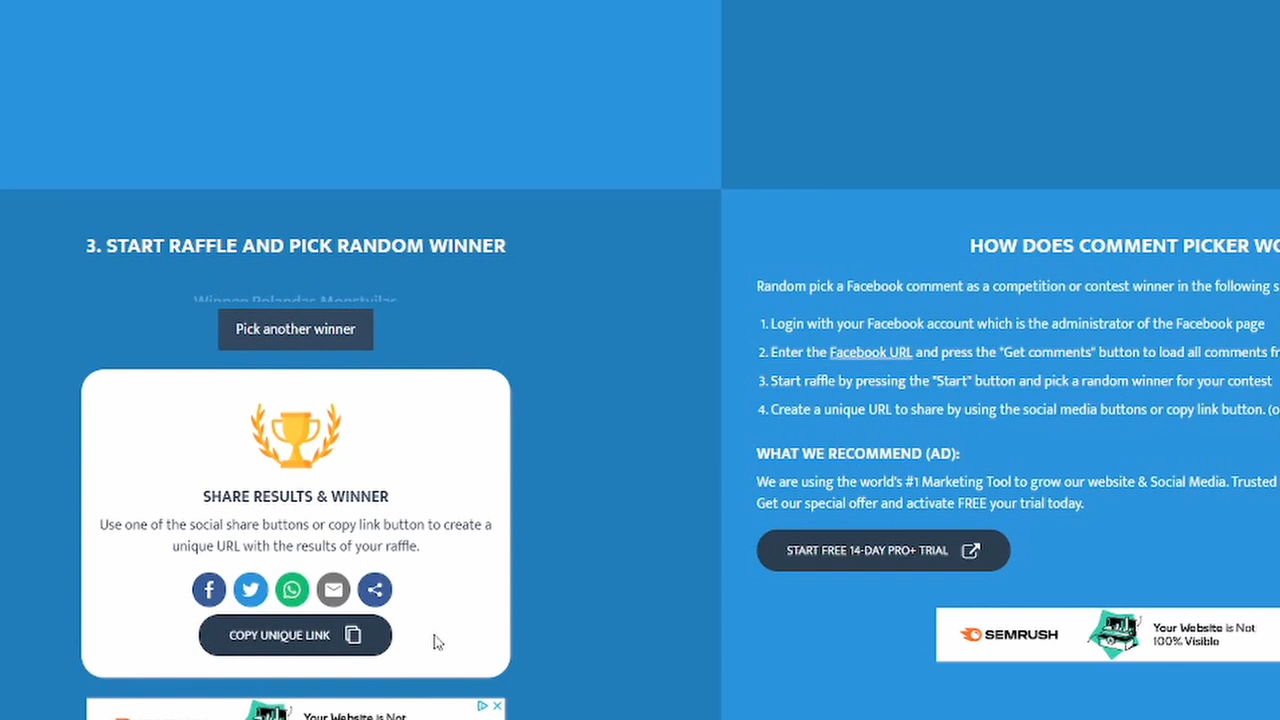 3. START RAFFLE AND PICK RANDOM WINNER
Pick another winner
SHARE RESULTS & WINNER
Use one of the social share buttons or copy link button to create a
unique URL with the results of your raffle.
COPY UNIQUE LINK
Your Website is Not
HOW DOES COMMENT PICKER WO
Random pick a Facebook comment as a competition or contest winner in the following s
1. Login with your Facebook account which is the administrator of the Facebook page
2. Enter the Facebook URL and press the "Get comments" button to load all comments fr
3. Start raffle by pressing the "Start" button and pick a random winner for your contest
4. Create a unique URL to share by using the social media buttons or copy link button. (o
WHAT WE RECOMMEND (AD):
We are using the world's #1 Marketing Tool to grow our website & Social Media. Trusted
Get our special offer and activate FREE your trial today.
START FREE 14-DAY PRO+ TRIAL
SEMRUSH
Your Website is Not
100% Visible